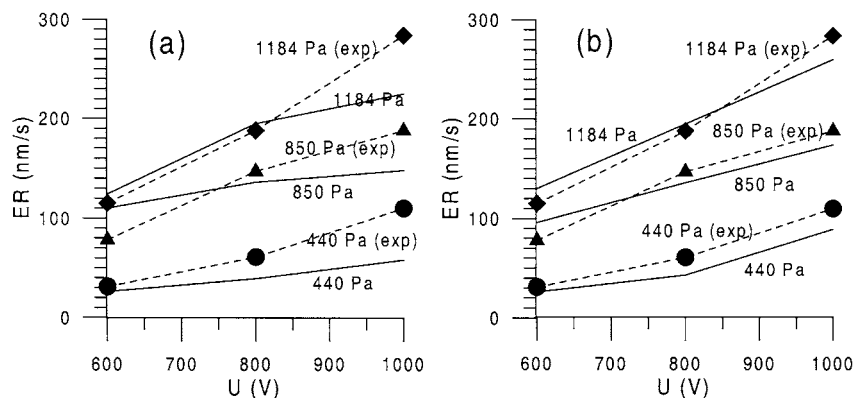 300
200
100
0
ER (nm/s)
(a)
1184 Pa (exp)
1184 Pa
850 Pa (exp)
850 Pa
440 Pa (exp)
440 Pa
600 700 800 900 1000
U (V)
300
200
100
0
ER (nm/s)
(b)
1184 Pa (exp)
1184 Pa
850 Pa (exp)
850 Pa
440 Pa (exp)
440 Pa
600 700 800 900 1000
U (V)